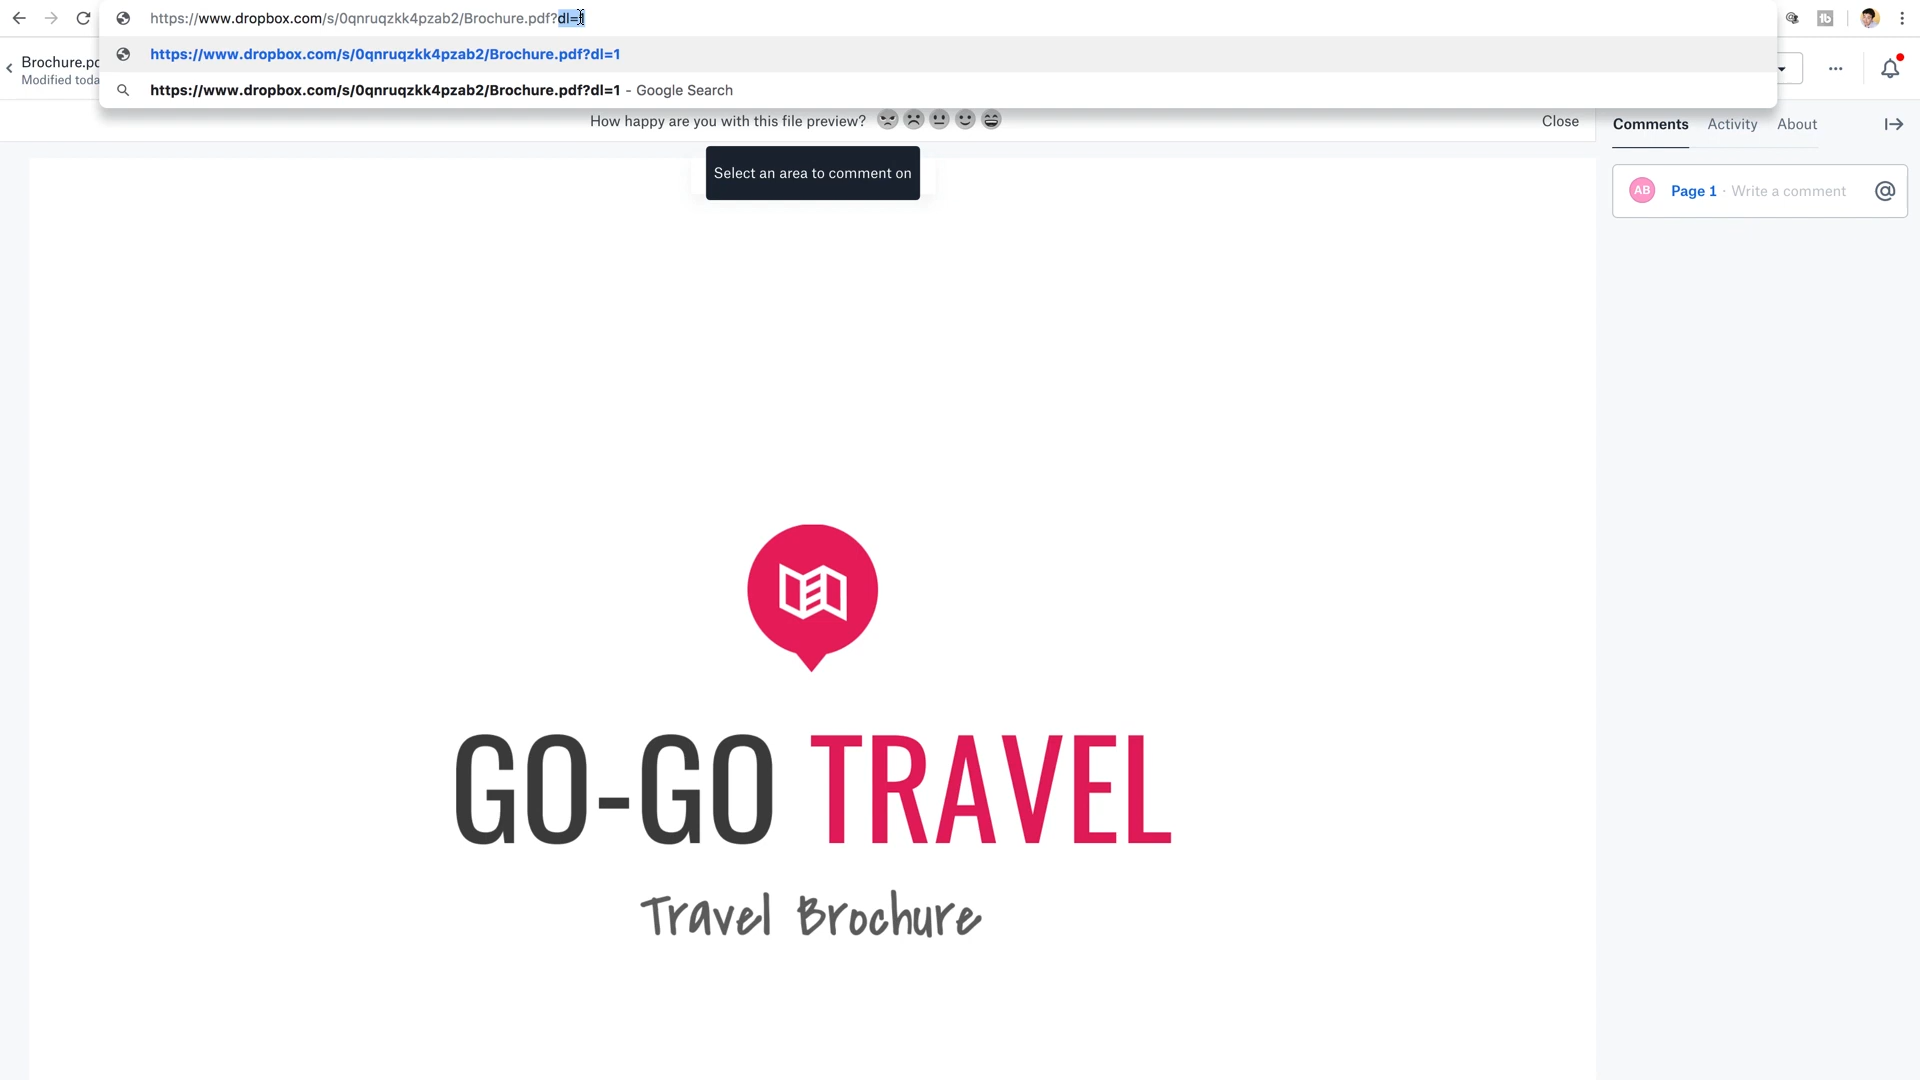 https://www.dropbox.com/s/0qnruqzkk4pzab2/Brochure.pdf?dl=1
https://www.dropbox.com/s/0qnruqzkk4pzab2/Brochure.pdf?dl=1
https://www.dropbox.com/s/0qnruqzkk4pzab2/Brochure.pdf?dl=1 - Google Search
Brochure.pd
Modified toda
How happy are you with this file preview?
Close
Comments Activity About
Select an area to comment on
AB Page 1 · Write a comment @
GO-GO TRAVEL
Travel Brochure